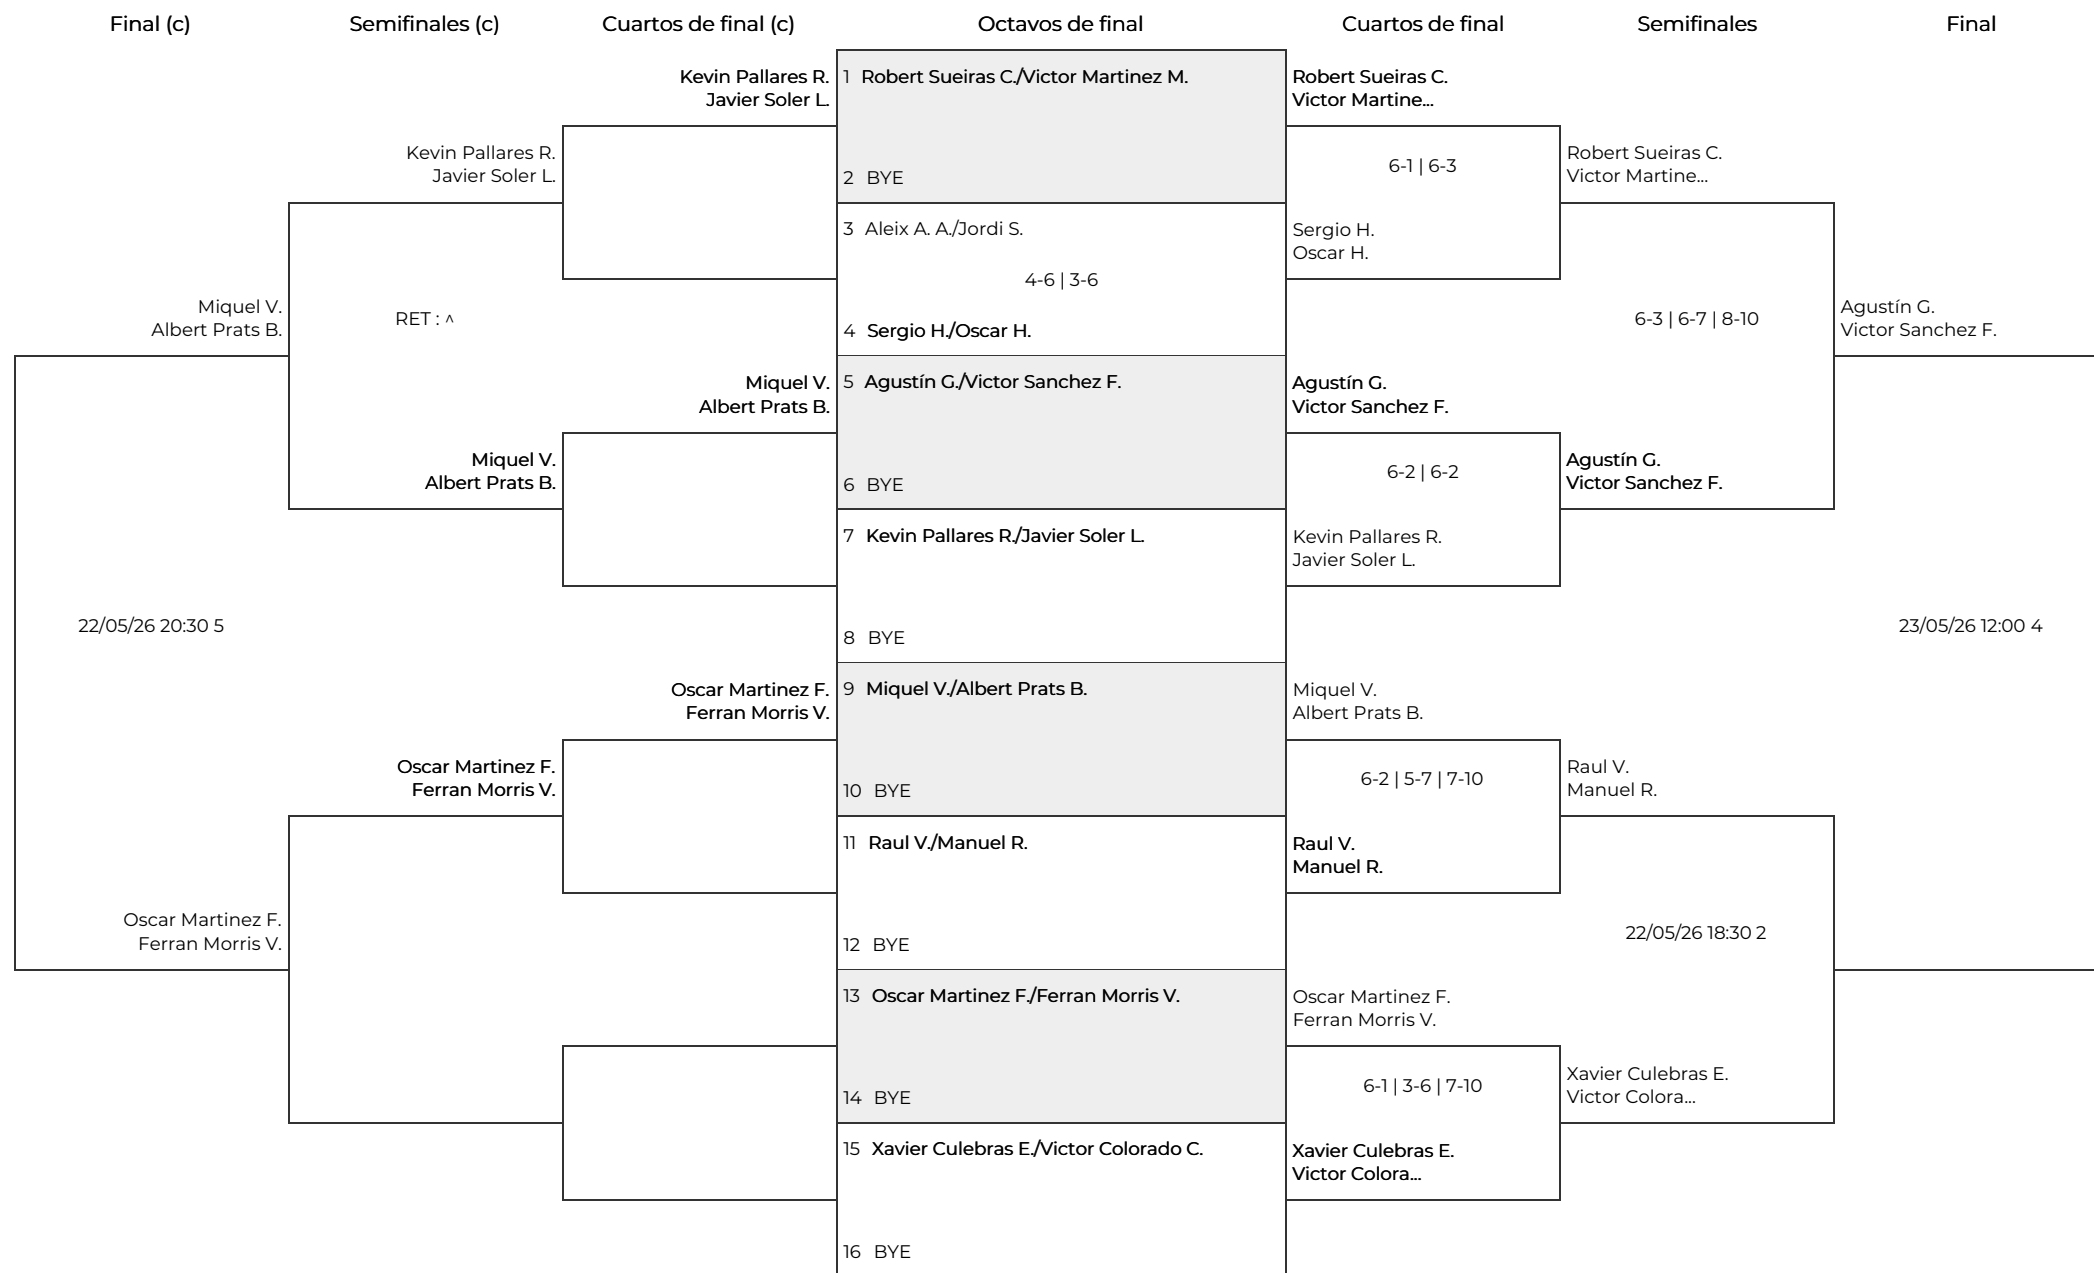 Final (c)
Semifinales (c)
Cuartos de final (c)
Octavos de final
Cuartos de final
Semifinales
Final
Miquel V.
Albert Prats B.
22/05/26 20:30 5
Oscar Martinez F.
Ferran Morris V.
Kevin Pallares R.
Javier Soler L.
RET : ^
Miquel V.
Albert Prats B.
Oscar Martinez F.
Ferran Morris V.
Kevin Pallares R.
Javier Soler L.
Miquel V.
Albert Prats B.
Oscar Martinez F.
Ferran Morris V.
1 Robert Sueiras C./Victor Martinez M.
2 BYE
3 Aleix A. A./Jordi S.
4-6 | 3-6
4 Sergio H./Oscar H.
5 Agustín G./Victor Sanchez F.
6 BYE
7 Kevin Pallares R./Javier Soler L.
8 BYE
9 Miquel V./Albert Prats B.
10 BYE
11 Raul V./Manuel R.
12 BYE
13 Oscar Martinez F./Ferran Morris V.
14 BYE
15 Xavier Culebras E./Victor Colorado C.
16 BYE
Robert Sueiras C.
Victor Martine...
6-1 | 6-3
Sergio H.
Oscar H.
Agustín G.
Victor Sanchez F.
6-2 | 6-2
Kevin Pallares R.
Javier Soler L.
Miquel V.
Albert Prats B.
6-2 | 5-7 | 7-10
Raul V.
Manuel R.
Oscar Martinez F.
Ferran Morris V.
6-1 | 3-6 | 7-10
Xavier Culebras E.
Victor Colora...
Robert Sueiras C.
Victor Martine...
6-3 | 6-7 | 8-10
Agustín G.
Victor Sanchez F.
Raul V.
Manuel R.
22/05/26 18:30 2
Xavier Culebras E.
Victor Colora...
Agustín G.
Victor Sanchez F.
23/05/26 12:00 4